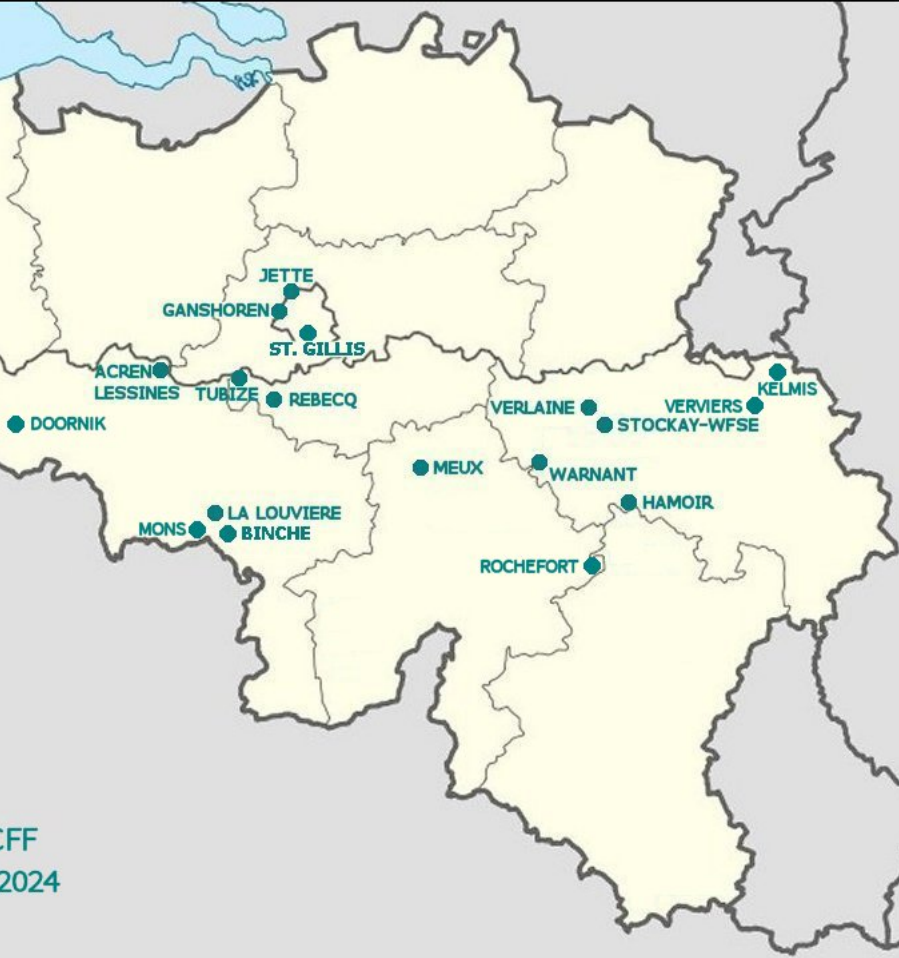 JETTE
GANSHOREN
ST. GILLIS
ACREN
LESSINES
TUBIZE
REBECQ
KELMIS
VERLAINE
VERVIERS
DOORNIK
STOCKAY-WFSE
MEUX
WARNANT
HAMOIR
LA LOUVIERE
MONS
BINCHE
ROCHEFORT
CFF
2024